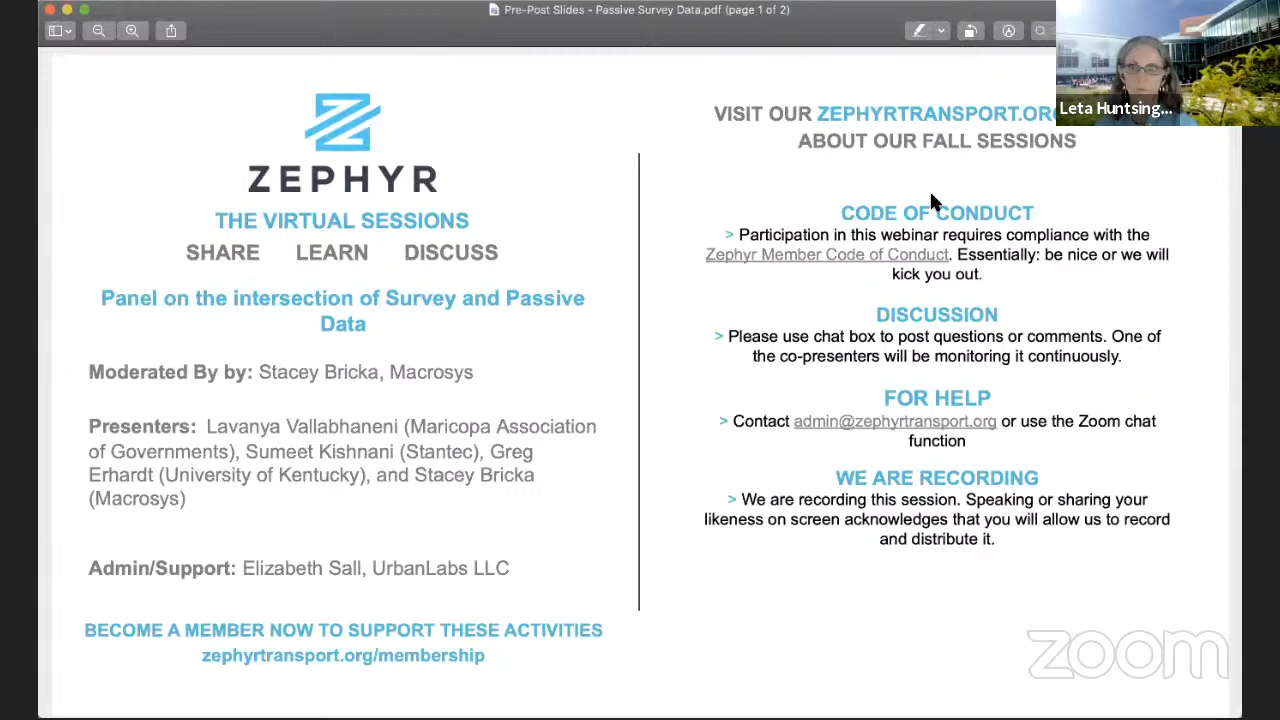 Pre-Post Slides - Passive Survey Data.pdf (page 1 of 2)
Leta Huntsing...
ZEPHYR
THE VIRTUAL SESSIONS
SHARE LEARN DISCUSS
Panel on the intersection of Survey and Passive
Data
Moderated By by: Stacey Bricka, Macrosys
Presenters: Lavanya Vallabhaneni (Maricopa Association
of Governments), Sumeet Kishnani (Stantec), Greg
Erhardt (University of Kentucky), and Stacey Bricka
(Macrosys)
Admin/Support: Elizabeth Sall, UrbanLabs LLC
BECOME A MEMBER NOW TO SUPPORT THESE ACTIVITIES
zephyrtransport.org/membership
VISIT OUR ZEPHYRTRANSPORT.ORG
ABOUT OUR FALL SESSIONS
CODE OF CONDUCT
> Participation in this webinar requires compliance with the
Zephyr Member Code of Conduct. Essentially: be nice or we will
kick you out.
DISCUSSION
> Please use chat box to post questions or comments. One of
the co-presenters will be monitoring it continuously.
FOR HELP
> Contact admin@zephyrtransport.org or use the Zoom chat
function
WE ARE RECORDING
> We are recording this session. Speaking or sharing your
likeness on screen acknowledges that you will allow us to record
and distribute it.
zoom